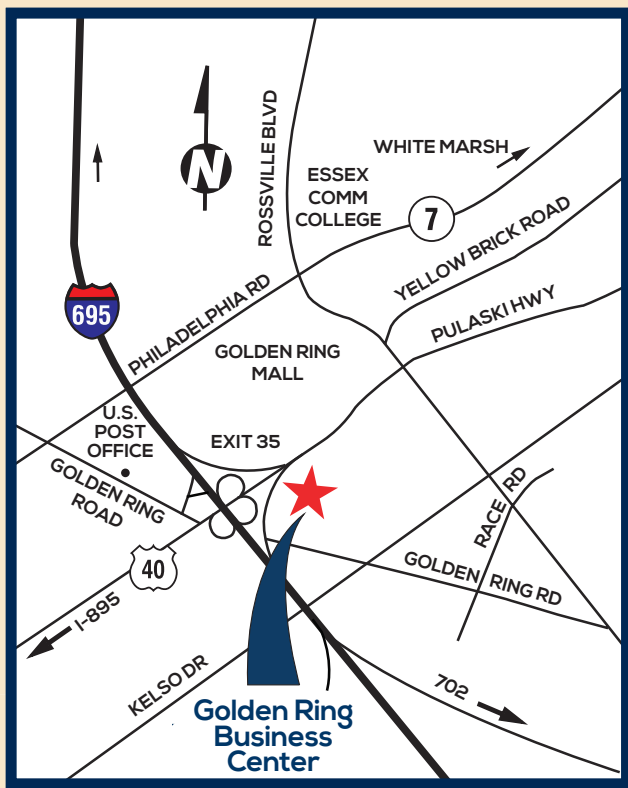 N
ROSSVILLE BLVD
WHITE MARSH
ESSEX
COMM
COLLEGE
7
YELLOW BRICK ROAD
PULASKI HWY
695
PHILADELPHIA RD
GOLDEN RING
MALL
U.S.
POST
OFFICE
EXIT 35
GOLDEN RING
ROAD
RACE RD
40
GOLDEN RING RD
I-895
KELSO DR
702
Golden Ring
Business
Center